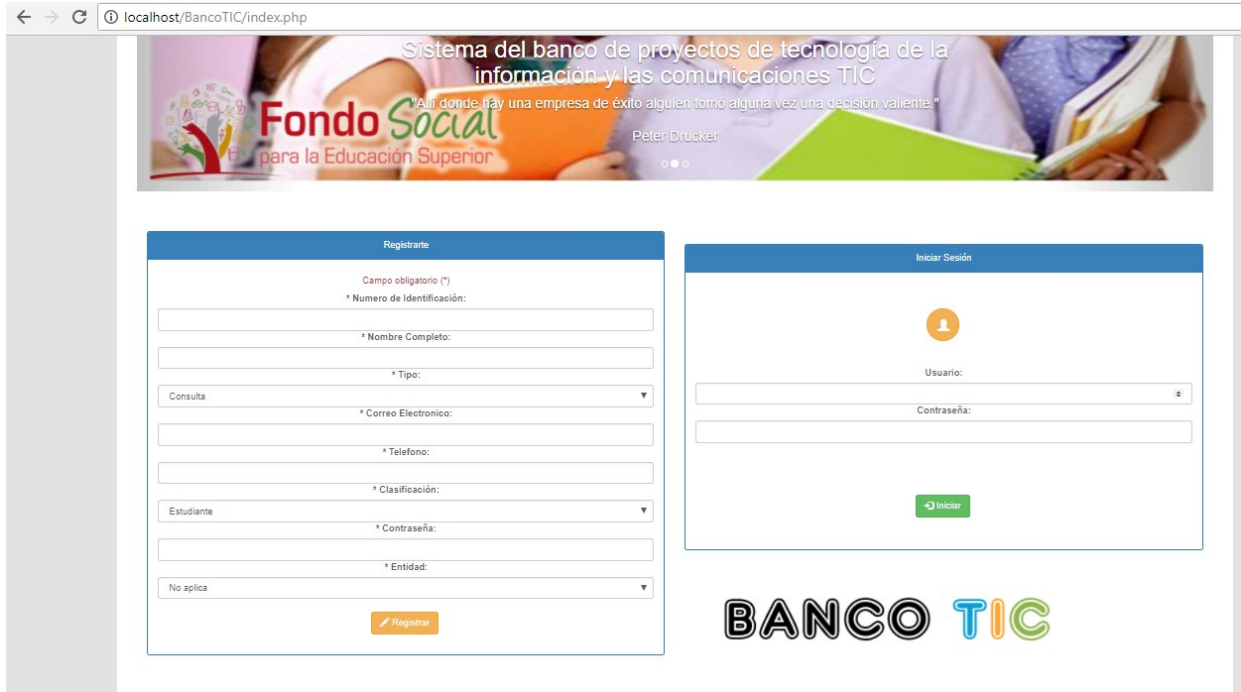 localhost/BancoTIC/index.php
Sistema del banco de proyectos de tecnología de la
información y las comunicaciones TIC
"Allí donde hay una empresa de éxito alguien tomó alguna vez una decisión valiente."
Peter Drucker
Fondo Social
para la Educación Superior
Registrarte
Campo obligatorio (*)
* Numero de Identificación:
* Nombre Completo:
* Tipo:
Consulta
* Correo Electronico:
* Telefono:
* Clasificación:
Estudiante
* Contraseña:
* Entidad:
No aplica
Registrar
Iniciar Sesión
Usuario:
Contraseña:
Iniciar
BANCO TIC